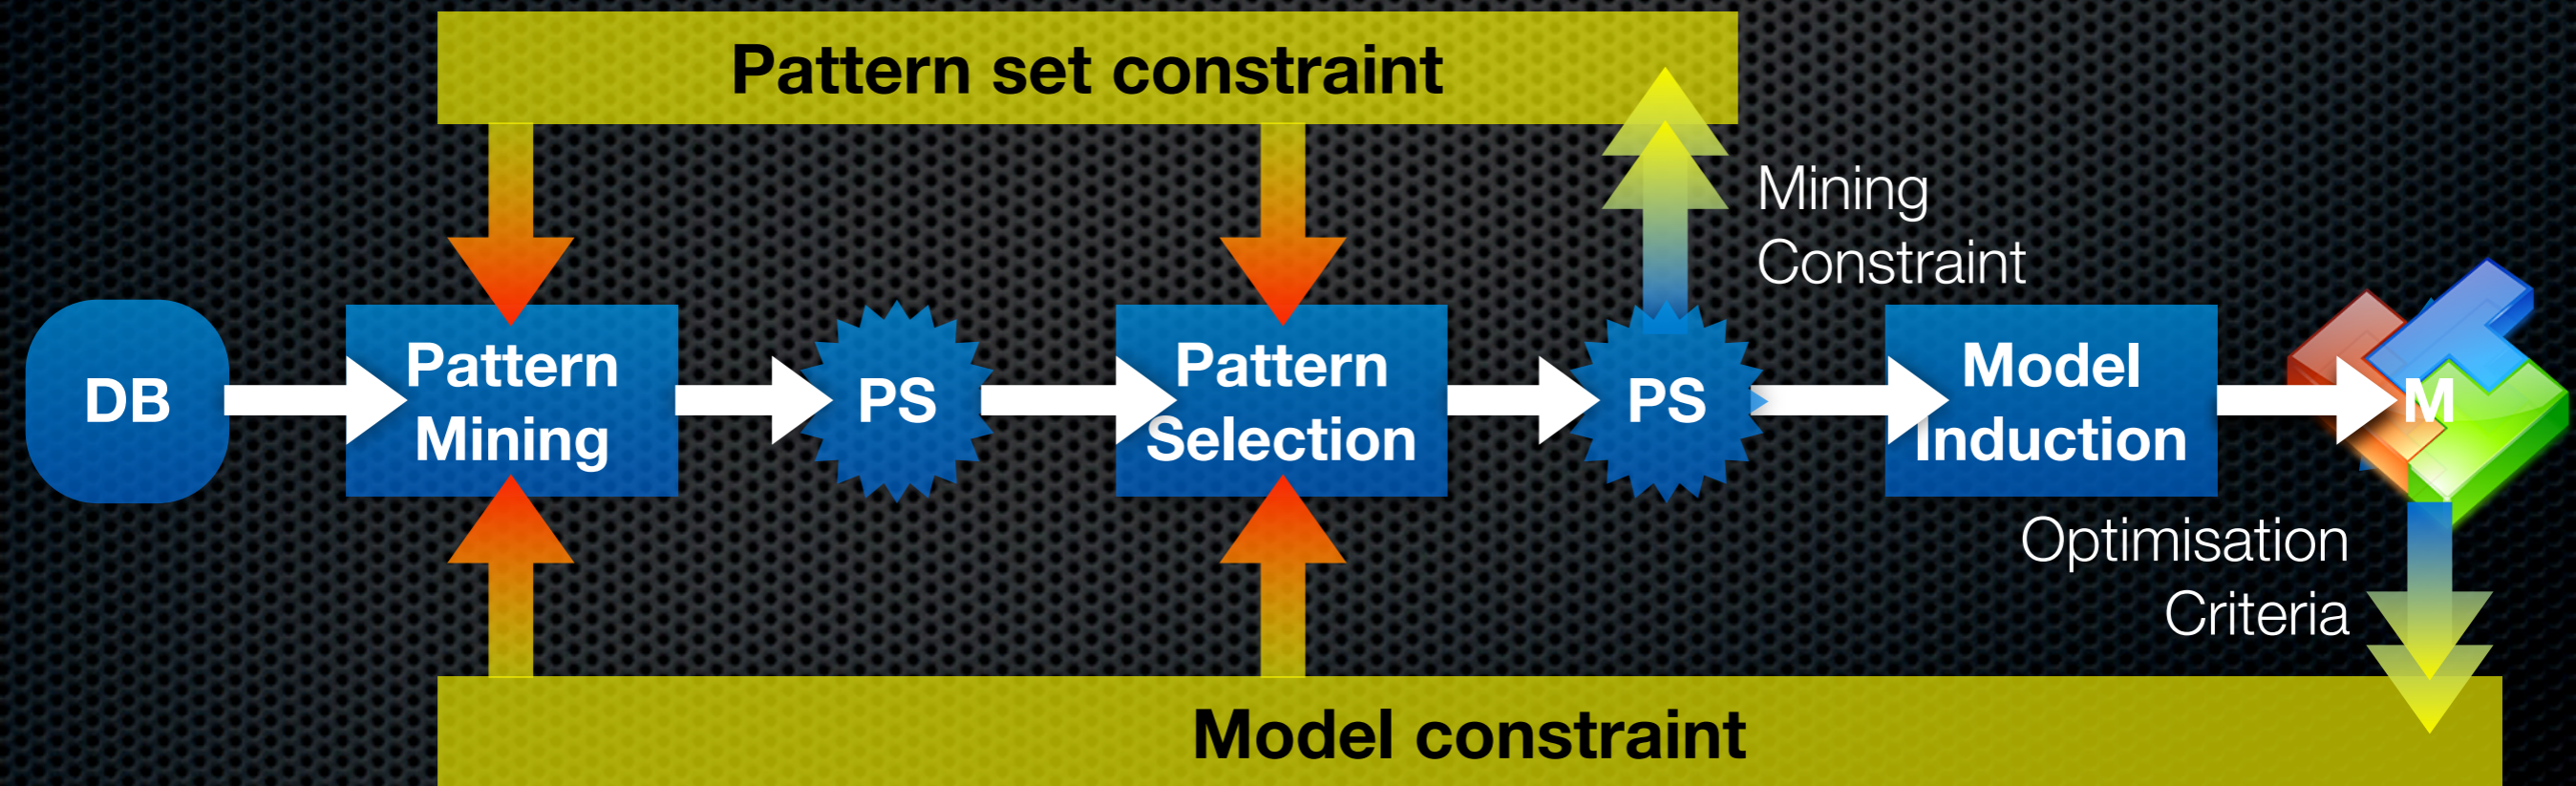 Pattern set constraint
Mining
Constraint
DB
Pattern
Mining
PS
Pattern
Selection
PS
Model
Induction
M
Optimisation
Criteria
Model constraint